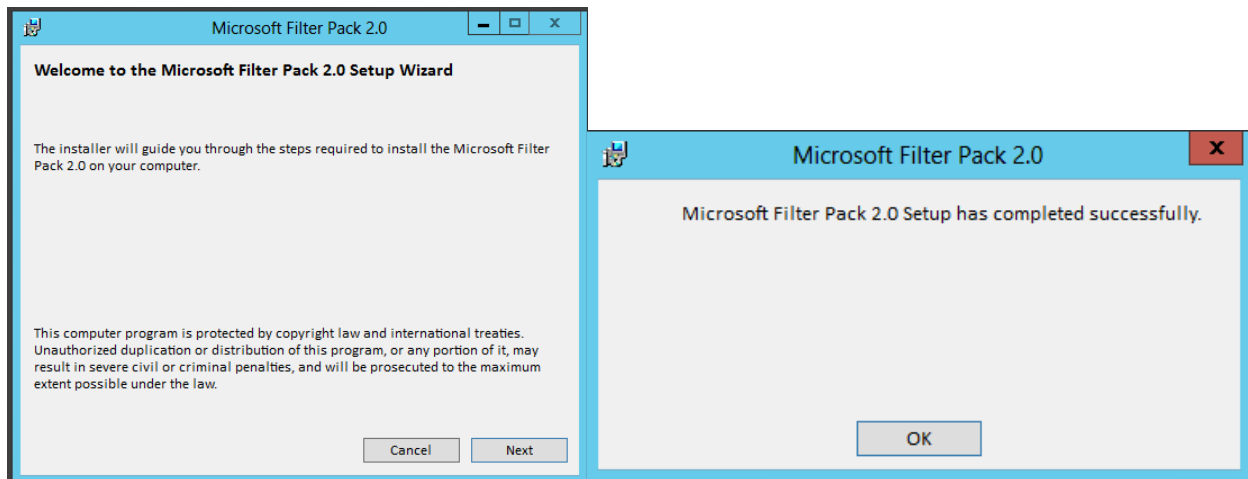 Microsoft Filter Pack 2.0
Welcome to the Microsoft Filter Pack 2.0 Setup Wizard
The installer will guide you through the steps required to install the Microsoft Filter
Pack 2.0 on your computer.
This computer program is protected by copyright law and international treaties.
Unauthorized duplication or distribution of this program, or any portion of it, may
result in severe civil or criminal penalties, and will be prosecuted to the maximum
extent possible under the law.
Cancel
Next
Microsoft Filter Pack 2.0
Microsoft Filter Pack 2.0 Setup has completed successfully.
OK